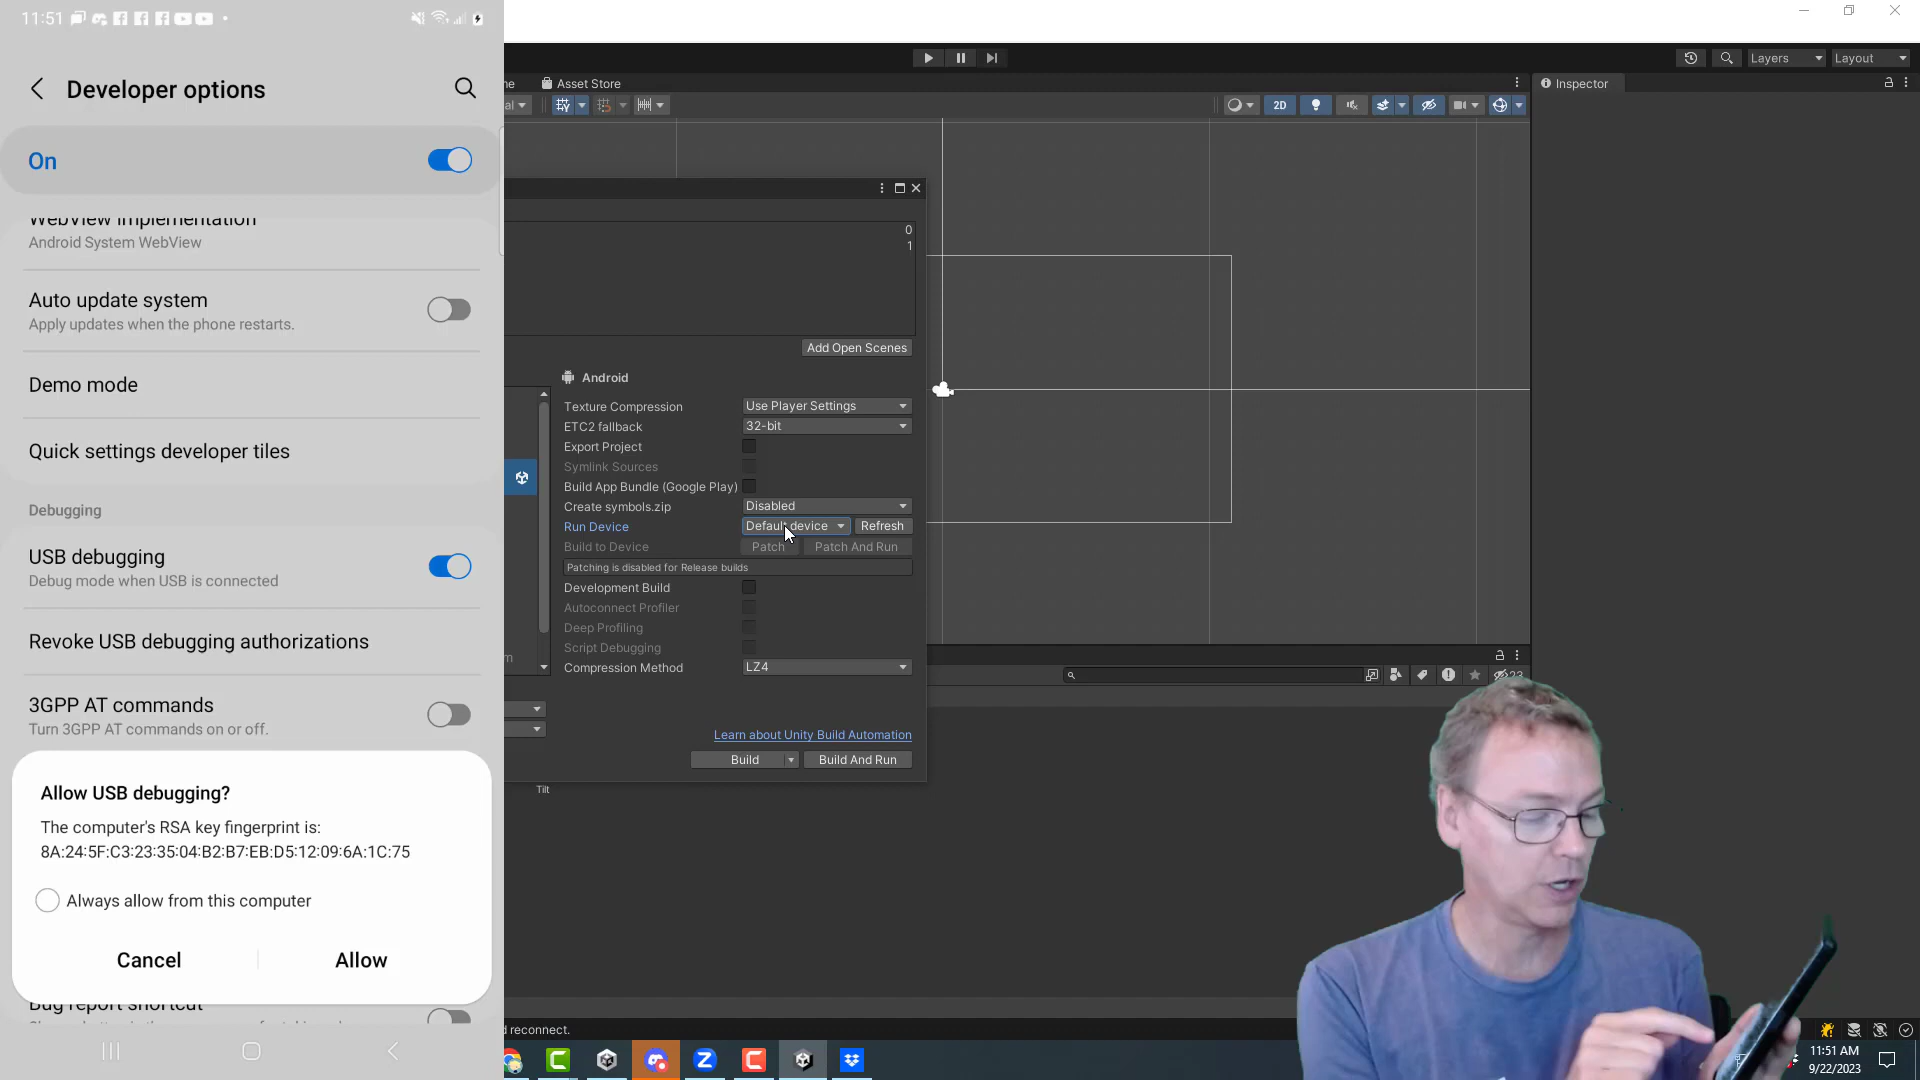 11:51
Developer options
On
WebView implementation
Android System WebView
Auto update system
Apply updates when the phone restarts.
Demo mode
Quick settings developer tiles
Debugging
USB debugging
Debug mode when USB is connected
Revoke USB debugging authorizations
3GPP AT commands
Turn 3GPP AT commands on or off.
Allow USB debugging?
The computer's RSA key fingerprint is:
8A:24:5F:C3:23:35:04:B2:B7:EB:D5:12:09:6A:1C:75
Always allow from this computer
Cancel
Allow
Bug report shortcut
Layers
Layout
Asset Store
Inspector
2D
0
1
Add Open Scenes
Android
Texture Compression
Use Player Settings
ETC2 fallback
32-bit
Export Project
Symlink Sources
Build App Bundle (Google Play)
Create symbols.zip
Disabled
Run Device
Default device
Refresh
Build to Device
Patch
Patch And Run
Patching is disabled for Release builds
Development Build
Autoconnect Profiler
Deep Profiling
Script Debugging
Compression Method
LZ4
Learn about Unity Build Automation
Build
Build And Run
Tilt
23
reconnect.
11:51 AM
9/22/2023